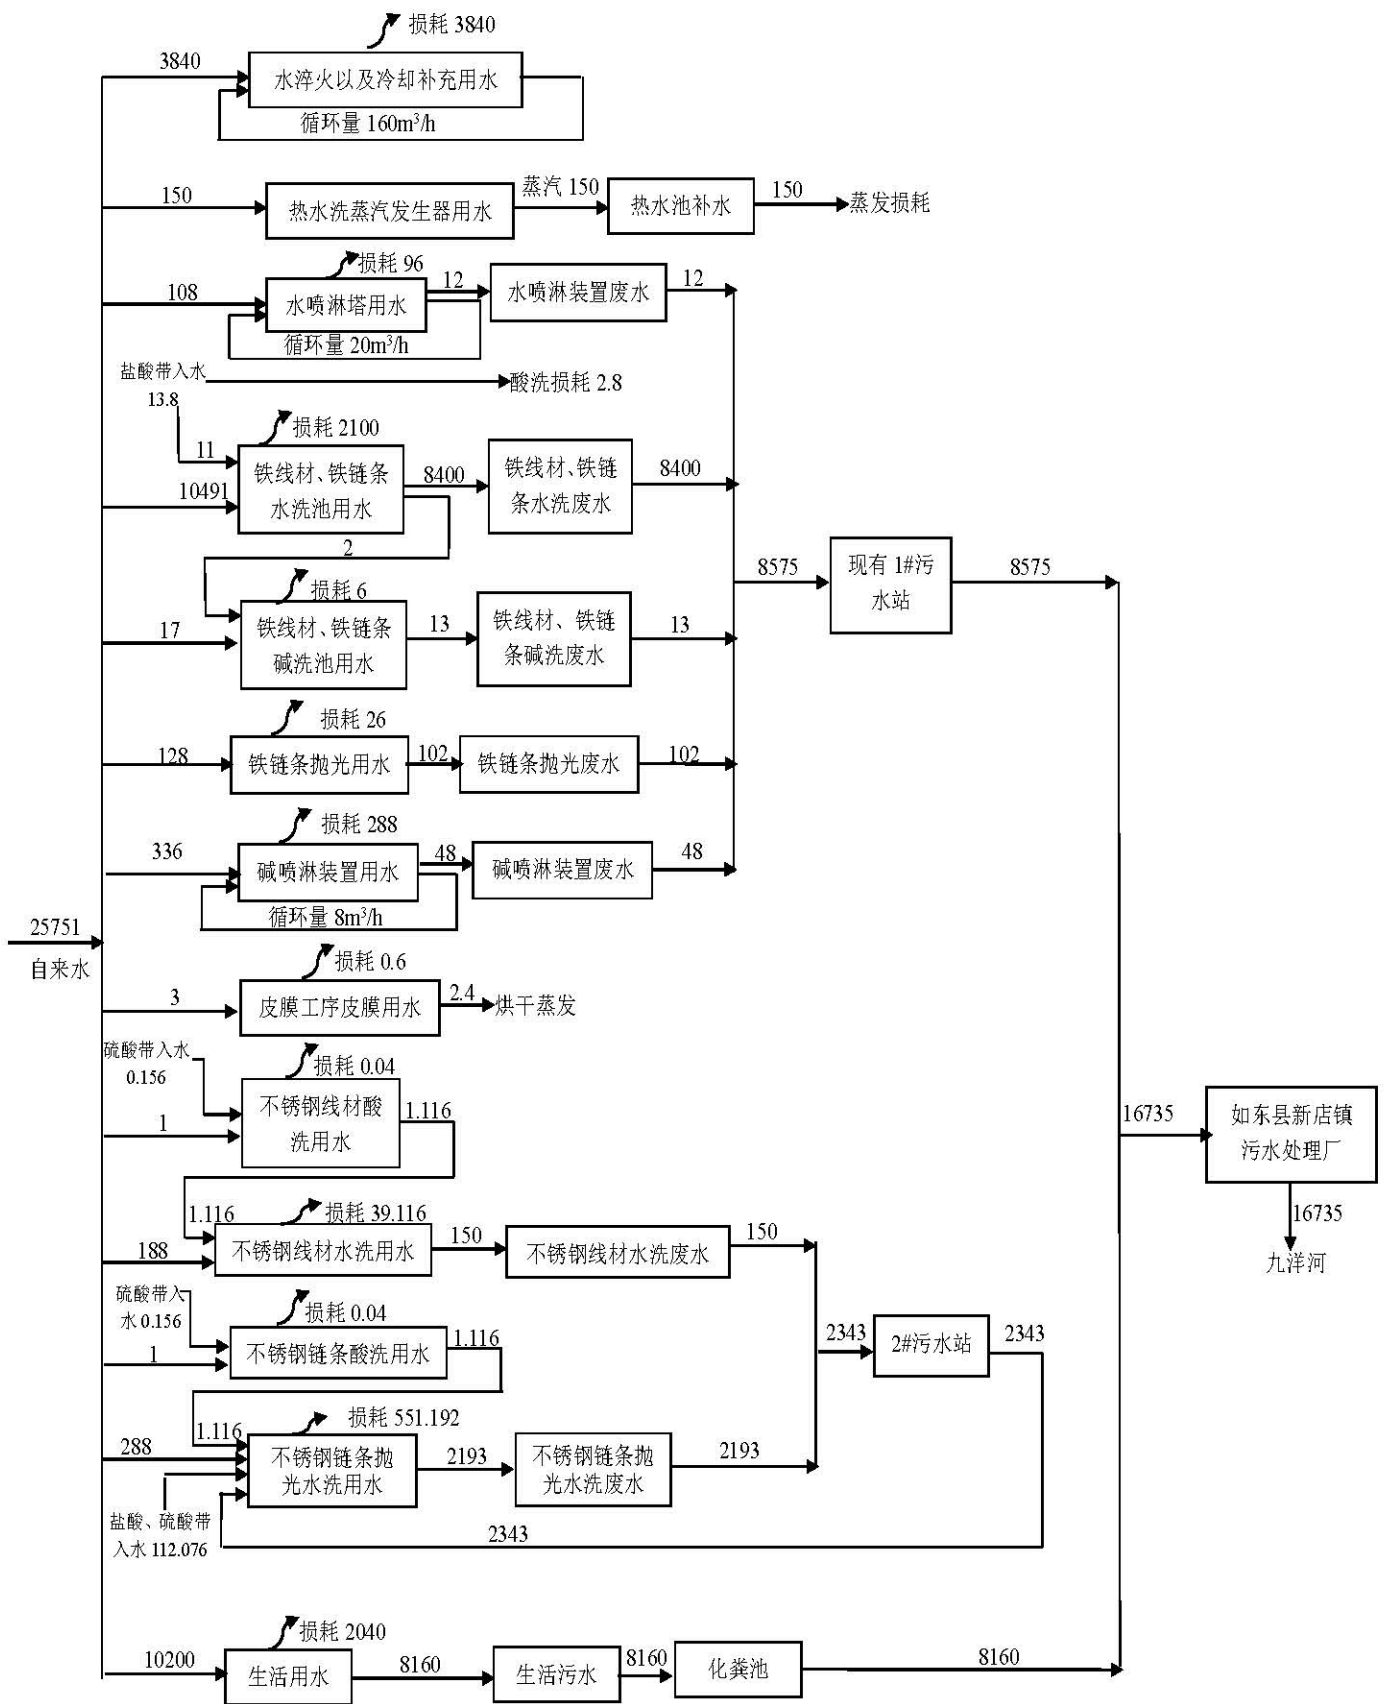 损耗 3840
3840
水淬火以及冷却补充用水
循环量 160m³/h
150
热水洗蒸汽发生器用水
蒸汽 150
热水池补水
150
蒸发损耗
损耗 96
108
水喷淋塔用水
12
水喷淋装置废水
12
循环量 20m³/h
盐酸带入水
13.8
酸洗损耗 2.8
损耗 2100
11
10491
铁线材、铁链条
水洗池用水
8400
铁线材、铁链
条水洗废水
8400
2
损耗 6
17
铁线材、铁链条
碱洗池用水
13
铁线材、铁链
条碱洗废水
13
8575
现有 1#污
水站
8575
损耗 26
128
铁链条抛光用水
102
铁链条抛光废水
102
损耗 288
336
碱喷淋装置用水
48
碱喷淋装置废水
48
循环量 8m³/h
25751
自来水
损耗 0.6
3
皮膜工序皮膜用水
2.4
烘干蒸发
硫酸带入水
0.156
损耗 0.04
1
不锈钢线材酸
洗用水
1.116
16735
如东县新店镇
污水处理厂
16735
九洋河
1.116
损耗 39.116
188
不锈钢线材水洗用水
150
不锈钢线材水洗废水
150
硫酸带入
水 0.156
损耗 0.04
1
不锈钢链条酸洗用水
1.116
2343
2#污水站
2343
1.116
损耗 551.192
288
不锈钢链条抛
光水洗用水
2193
不锈钢链条抛
光水洗废水
2193
盐酸、硫酸带
入水 112.076
2343
损耗 2040
10200
生活用水
8160
生活污水
8160
化粪池
8160